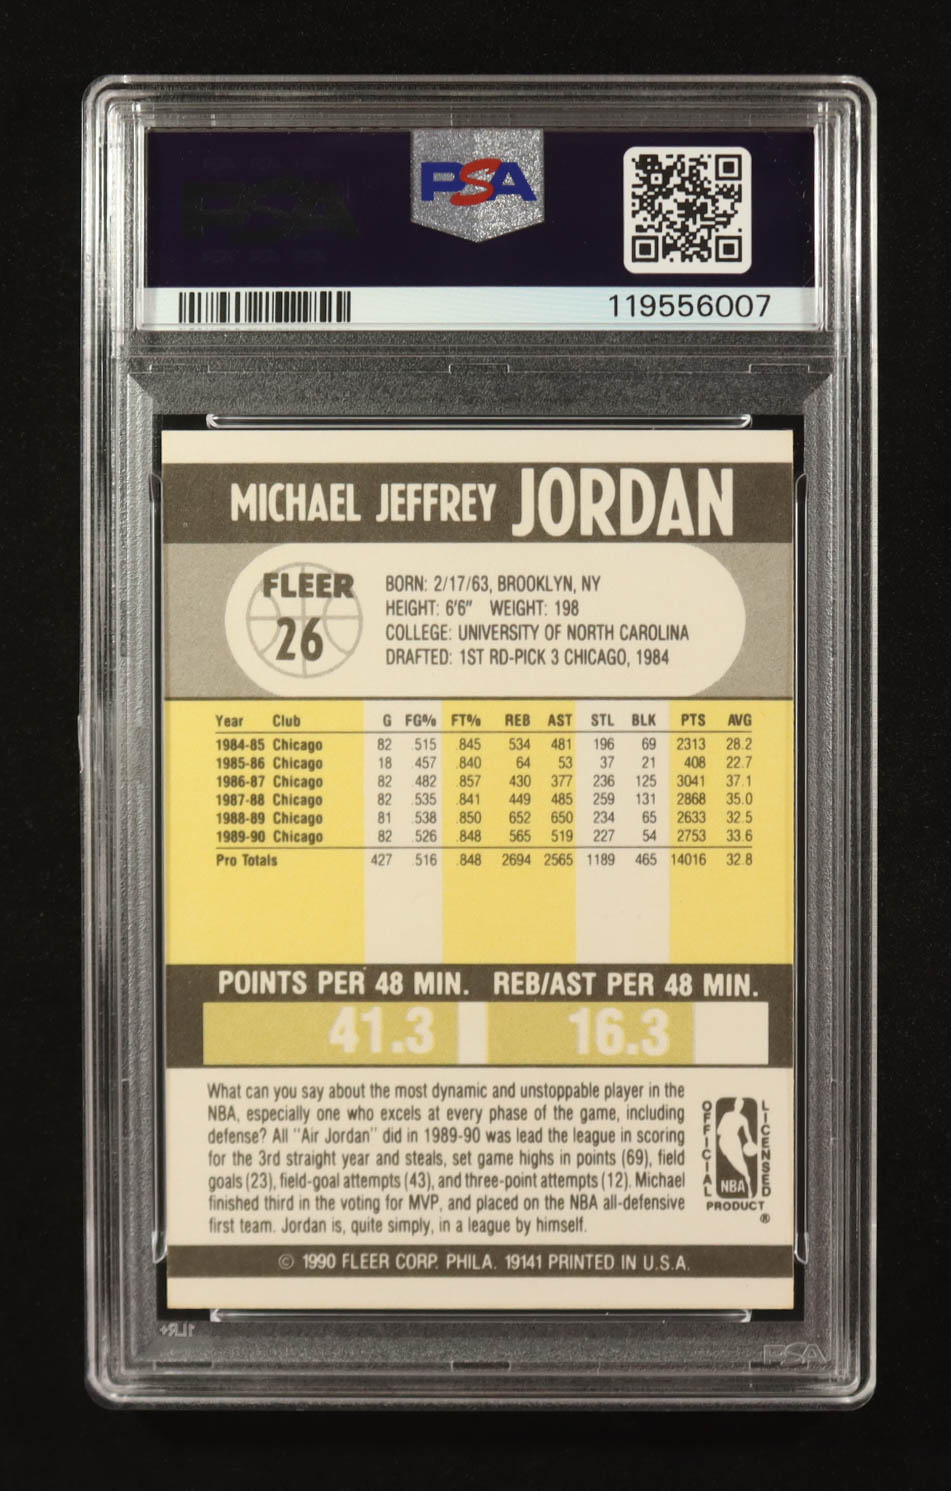 PSA
119556007
MICHAEL JEFFREY JORDAN
FLEER
26
BORN: 2/17/63, BROOKLYN, NY
HEIGHT: 6'6" WEIGHT: 198
COLLEGE: UNIVERSITY OF NORTH CAROLINA
DRAFTED: 1ST RD-PICK 3 CHICAGO, 1984
Year Club G FG% FT% REB AST STL BLK PTS AVG
1984-85 Chicago 82 .515 .845 534 481 196 69 2313 28.2
1985-86 Chicago 18 .457 .840 64 53 37 21 408 22.7
1986-87 Chicago 82 .482 .857 430 377 236 125 3041 37.1
1987-88 Chicago 82 .535 .841 449 485 259 131 2868 35.0
1988-89 Chicago 81 .538 .850 652 650 234 65 2633 32.5
1989-90 Chicago 82 .526 .848 565 519 227 54 2753 33.6
Pro Totals 427 .516 .848 2694 2565 1189 465 14016 32.8
POINTS PER 48 MIN. REB/AST PER 48 MIN.
41.3 16.3
What can you say about the most dynamic and unstoppable player in the
NBA, especially one who excels at every phase of the game, including
defense? All "Air Jordan" did in 1989-90 was lead the league in scoring
for the 3rd straight year and steals, set game highs in points (69), field
goals (23), field-goal attempts (43), and three-point attempts (12). Michael
finished third in the voting for MVP, and placed on the NBA all-defensive
first team. Jordan is, quite simply, in a league by himself.
OFFICIAL LICENSED
NBA
PRODUCT
®
© 1990 FLEER CORP. PHILA. 19141 PRINTED IN U.S.A.
1LR+
PSA